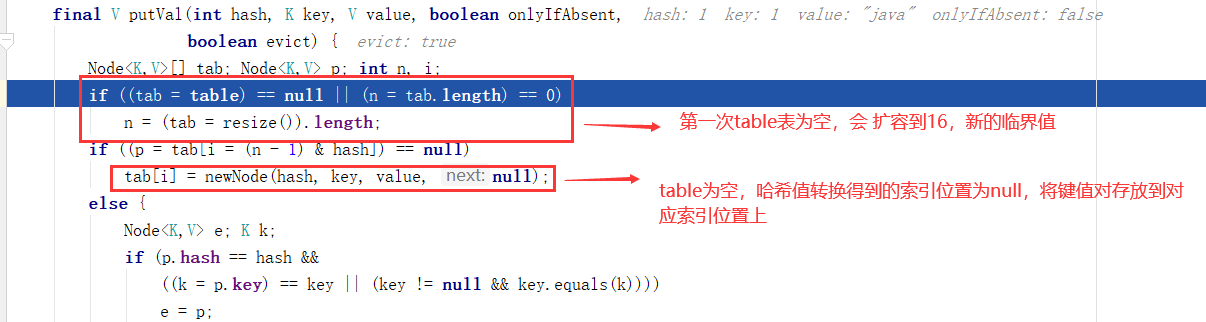 final V putVal(int hash, K key, V value, boolean onlyIfAbsent, hash: 1 key: 1 value: "java" onlyIfAbsent: false
boolean evict) { evict: true
Node<K,V>[] tab; Node<K,V> p; int n, i;
if ((tab = table) == null || (n = tab.length) == 0)
n = (tab = resize()).length;
第一次table表为空，会 扩容到16，新的临界值
if ((p = tab[i = (n - 1) & hash]) == null)
tab[i] = newNode(hash, key, value, next: null);
table为空，哈希值转换得到的索引位置为null，将键值对存放到对
应索引位置上
else {
Node<K,V> e; K k;
if (p.hash == hash &&
((k = p.key) == key || (key != null && key.equals(k))))
e = p;